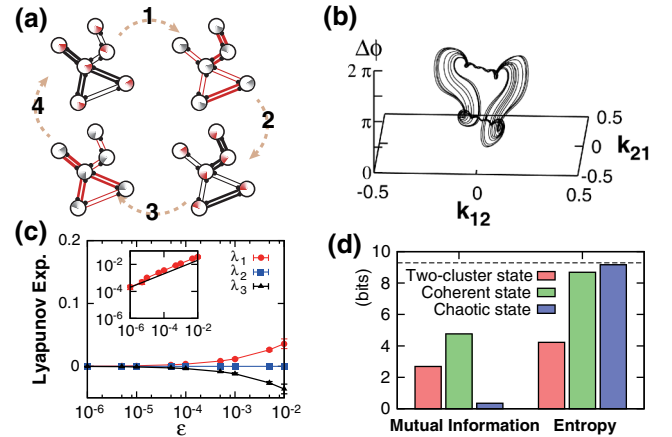 (a)
1
2
3
4
(b)
Δϕ
2 π
π
0
-0.5
0
0.5
k12
0.5
0
-0.5
k21
(c)
Lyapunov Exp.
0.2
0.1
0
10-2
10-4
10-6
10-6 10-4 10-2
λ1
λ2
λ3
10-6 10-5 10-4 10-3 10-2
ε
(d)
(bits)
10
8
6
4
2
0
Two-cluster state
Coherent state
Chaotic state
Mutual Information Entropy